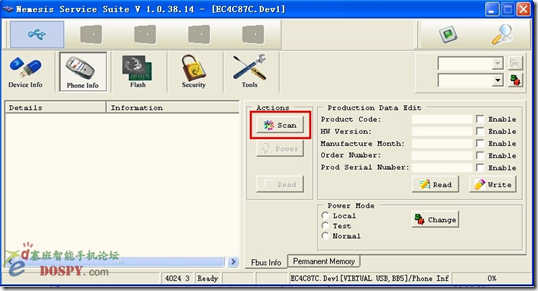 Nemesis Service Suite V 1.0.38.14 - [EC4C87C.Dev1]
Device Info
Phone Info
Flash
Security
Tools
Details Information
Actions
Scan
Power
Read
Production Data Edit
Product Code: Enable
HW Version: Enable
Manufacture Month: Enable
Order Number: Enable
Prod Serial Number: Enable
Read Write
Power Mode
Local
Test
Normal
Change
Fbus Info Permanent Memory
塞班智能手机论坛
DOSPY.com
4024 3 Ready EC4C87C.Dev1[VIRTUAL USB,BB5]/Phone Inf 0%